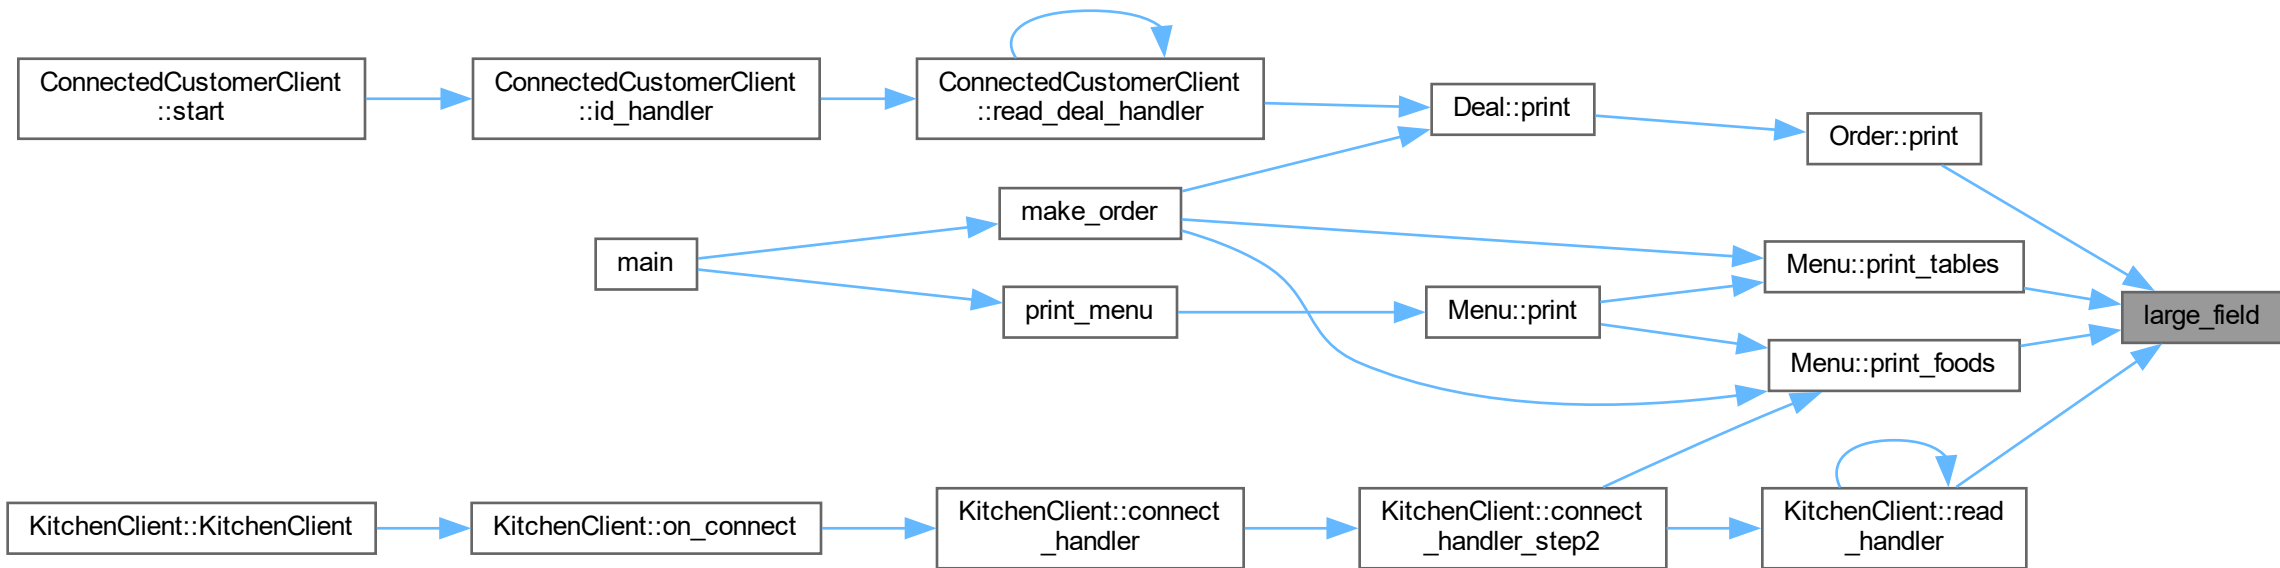 ConnectedCustomerClient
::start
ConnectedCustomerClient
::id_handler
ConnectedCustomerClient
::read_deal_handler
Deal::print
Order::print
make_order
main
Menu::print_tables
print_menu
Menu::print
large_field
Menu::print_foods
KitchenClient::KitchenClient
KitchenClient::on_connect
KitchenClient::connect
_handler
KitchenClient::connect
_handler_step2
KitchenClient::read
_handler